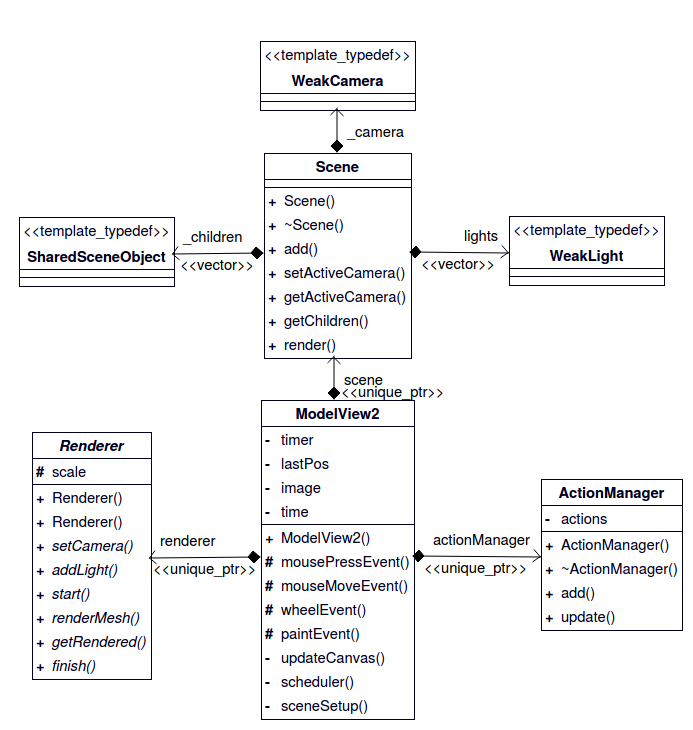 <<template_typedef>>
WeakCamera
_camera
Scene
+ Scene()
+ ~Scene()
+ add()
+ setActiveCamera()
+ getActiveCamera()
+ getChildren()
+ render()
<<template_typedef>>
SharedSceneObject
_children
<<vector>>
lights
<<vector>>
<<template_typedef>>
WeakLight
scene
<<unique_ptr>>
ModelView2
- timer
- lastPos
- image
- time
+ ModelView2()
# mousePressEvent()
# mouseMoveEvent()
# wheelEvent()
# paintEvent()
- updateCanvas()
- scheduler()
- sceneSetup()
Renderer
# scale
+ Renderer()
+ Renderer()
+ setCamera()
+ addLight()
+ start()
+ renderMesh()
+ getRendered()
+ finish()
renderer
<<unique_ptr>>
actionManager
<<unique_ptr>>
ActionManager
- actions
+ ActionManager()
+ ~ActionManager()
+ add()
+ update()